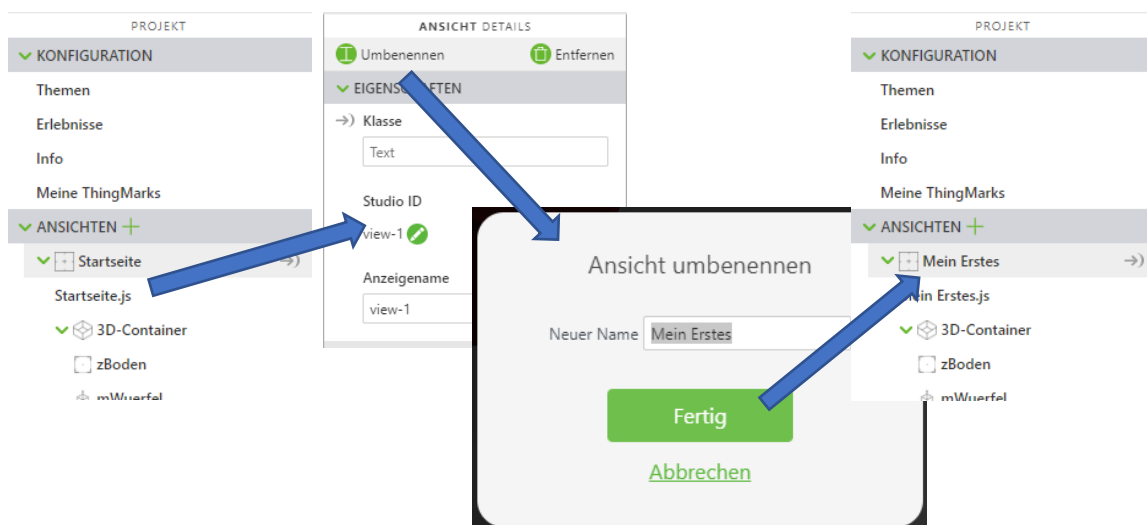 PROJEKT
KONFIGURATION
Themen
Erlebnisse
Info
Meine ThingMarks
ANSICHTEN
Startseite
Startseite.js
3D-Container
zBoden
mWuerfel
ANSICHT DETAILS
Umbenennen Entfernen
EIGENSCHAFTEN
Klasse
Text
Studio ID
view-1
Anzeigename
view-1
Ansicht umbenennen
Neuer Name Mein Erstes
Fertig
Abbrechen
PROJEKT
KONFIGURATION
Themen
Erlebnisse
Info
Meine ThingMarks
ANSICHTEN
Mein Erstes
Mein Erstes.js
3D-Container
zBoden
mWuerfel